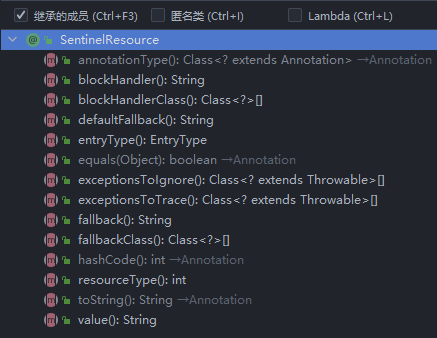 继承的成员 (Ctrl+F3) 匿名类 (Ctrl+I) Lambda (Ctrl+L)
SentinelResource
annotationType(): Class<? extends Annotation> →Annotation
blockHandler(): String
blockHandlerClass(): Class<?>[]
defaultFallback(): String
entryType(): EntryType
equals(Object): boolean →Annotation
exceptionsToIgnore(): Class<? extends Throwable>[]
exceptionsToTrace(): Class<? extends Throwable>[]
fallback(): String
fallbackClass(): Class<?>[]
hashCode(): int →Annotation
resourceType(): int
toString(): String →Annotation
value(): String